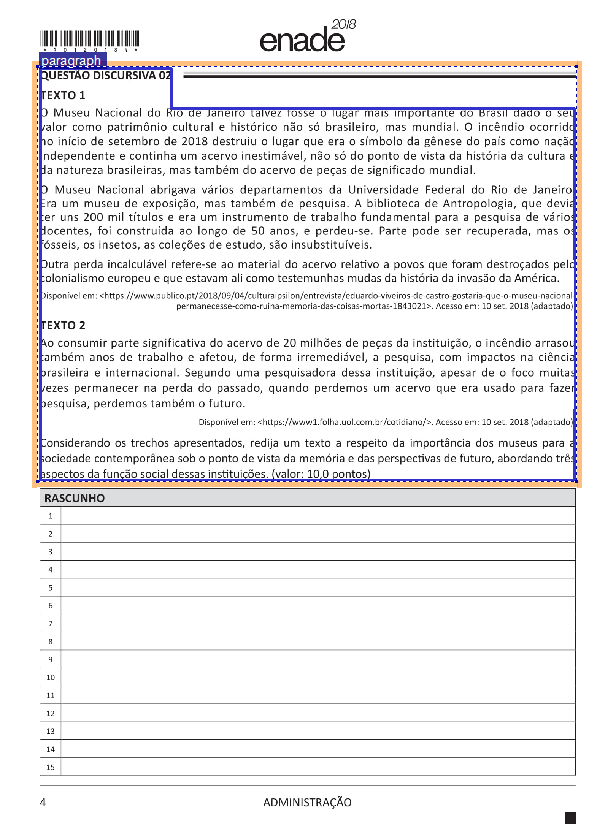 *R0120184*
enade
2018
paragraph
QUESTÃO DISCURSIVA 02
TEXTO 1
O Museu Nacional do Rio de Janeiro talvez fosse o lugar mais importante do Brasil dado o seu
valor como patrimônio cultural e histórico não só brasileiro, mas mundial. O incêndio ocorrido
no início de setembro de 2018 destruiu o lugar que era o símbolo da gênese do país como nação
independente e continha um acervo inestimável, não só do ponto de vista da história da cultura e
da natureza brasileiras, mas também do acervo de peças de significado mundial.
O Museu Nacional abrigava vários departamentos da Universidade Federal do Rio de Janeiro.
Era um museu de exposição, mas também de pesquisa. A biblioteca de Antropologia, que devia
ter uns 200 mil títulos e era um instrumento de trabalho fundamental para a pesquisa de vários
docentes, foi construída ao longo de 50 anos, e perdeu-se. Parte pode ser recuperada, mas os
fósseis, os insetos, as coleções de estudo, são insubstituíveis.
Outra perda incalculável refere-se ao material do acervo relativo a povos que foram destroçados pelo
colonialismo europeu e que estavam ali como testemunhas mudas da história da invasão da América.
Disponível em: <https://www.publico.pt/2018/09/04/culturaipsilon/entrevista/eduardo-viveiros-de-castro-gostaria-que-o-museu-nacional-
permanecesse-como-ruina-memoria-das-coisas-mortas-1843021>. Acesso em: 10 set. 2018 (adaptado).
TEXTO 2
Ao consumir parte significativa do acervo de 20 milhões de peças da instituição, o incêndio arrasou
também anos de trabalho e afetou, de forma irremediável, a pesquisa, com impactos na ciência
brasileira e internacional. Segundo uma pesquisadora dessa instituição, apesar de o foco muitas
vezes permanecer na perda do passado, quando perdemos um acervo que era usado para fazer
pesquisa, perdemos também o futuro.
Disponível em: <https://www1.folha.uol.com.br/cotidiano/>. Acesso em: 10 set. 2018 (adaptado).
Considerando os trechos apresentados, redija um texto a respeito da importância dos museus para a
sociedade contemporânea sob o ponto de vista da memória e das perspectivas de futuro, abordando três
aspectos da função social dessas instituições. (valor: 10,0 pontos)
RASCUNHO
1
2
3
4
5
6
7
8
9
10
11
12
13
14
15
4
ADMINISTRAÇÃO